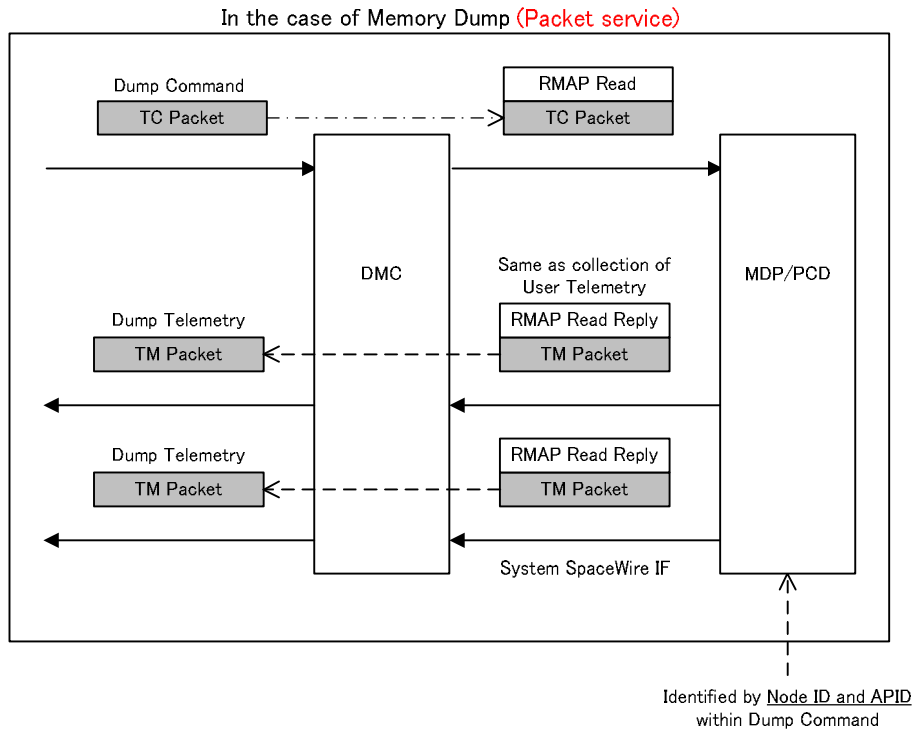 In the case of Memory Dump (Packet service)
Dump Command
TC Packet
RMAP Read
TC Packet
DMC
MDP/PCD
Same as collection of
User Telemetry
Dump Telemetry
TM Packet
RMAP Read Reply
TM Packet
Dump Telemetry
TM Packet
RMAP Read Reply
TM Packet
System SpaceWire IF
Identified by Node ID and APID
within Dump Command